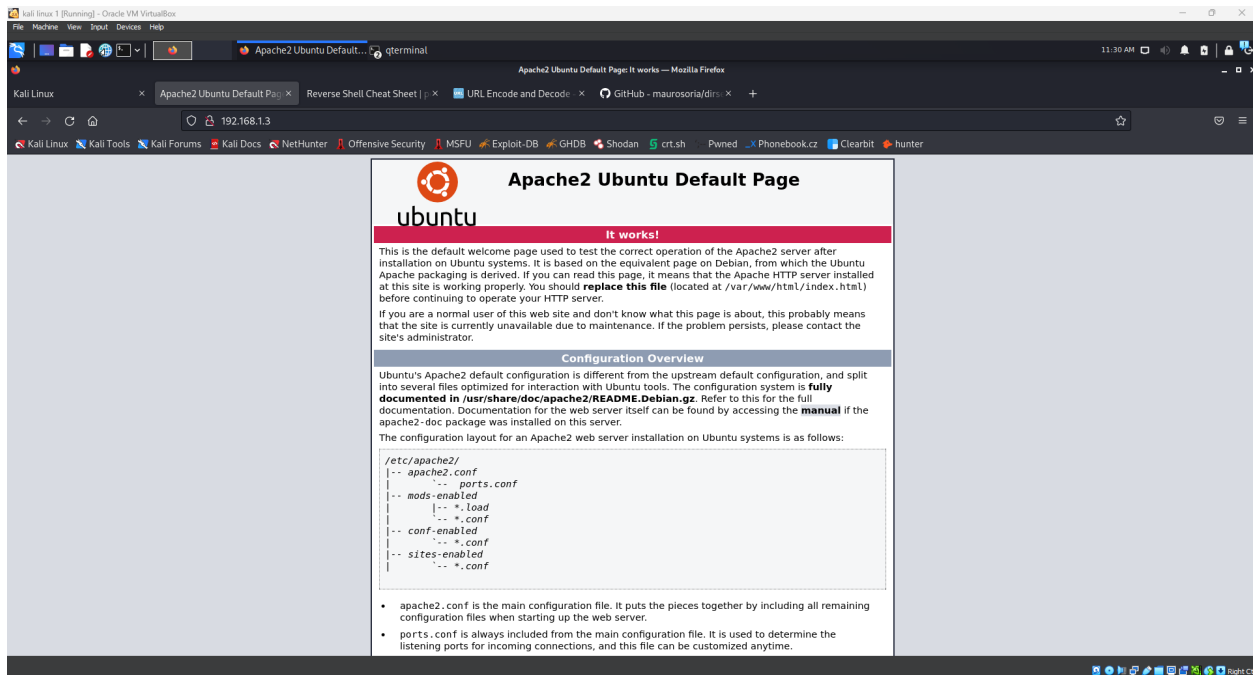 kali linux 1 [Running] - Oracle VM VirtualBox
File Machine View Input Devices Help
Apache2 Ubuntu Default... qterminal 11:30 AM
Apache2 Ubuntu Default Page: It works — Mozilla Firefox
Kali Linux × Apache2 Ubuntu Default Pag × Reverse Shell Cheat Sheet | p × URL Encode and Decode - × GitHub - maurosoria/dirs × +
192.168.1.3
Kali Linux Kali Tools Kali Forums Kali Docs NetHunter Offensive Security MSFU Exploit-DB GHDB Shodan crt.sh Pwned Phonebook.cz Clearbit hunter
Apache2 Ubuntu Default Page
ubuntu
It works!
This is the default welcome page used to test the correct operation of the Apache2 server after
installation on Ubuntu systems. It is based on the equivalent page on Debian, from which the Ubuntu
Apache packaging is derived. If you can read this page, it means that the Apache HTTP server installed
at this site is working properly. You should replace this file (located at /var/www/html/index.html)
before continuing to operate your HTTP server.
If you are a normal user of this web site and don't know what this page is about, this probably means
that the site is currently unavailable due to maintenance. If the problem persists, please contact the
site's administrator.
Configuration Overview
Ubuntu's Apache2 default configuration is different from the upstream default configuration, and split
into several files optimized for interaction with Ubuntu tools. The configuration system is fully
documented in /usr/share/doc/apache2/README.Debian.gz. Refer to this for the full
documentation. Documentation for the web server itself can be found by accessing the manual if the
apache2-doc package was installed on this server.
The configuration layout for an Apache2 web server installation on Ubuntu systems is as follows:
/etc/apache2/
|-- apache2.conf
|       `-- ports.conf
|-- mods-enabled
|       |-- *.load
|       `-- *.conf
|-- conf-enabled
|       `-- *.conf
|-- sites-enabled
|       `-- *.conf
• apache2.conf is the main configuration file. It puts the pieces together by including all remaining
configuration files when starting up the web server.
• ports.conf is always included from the main configuration file. It is used to determine the
listening ports for incoming connections, and this file can be customized anytime.
Right Ct